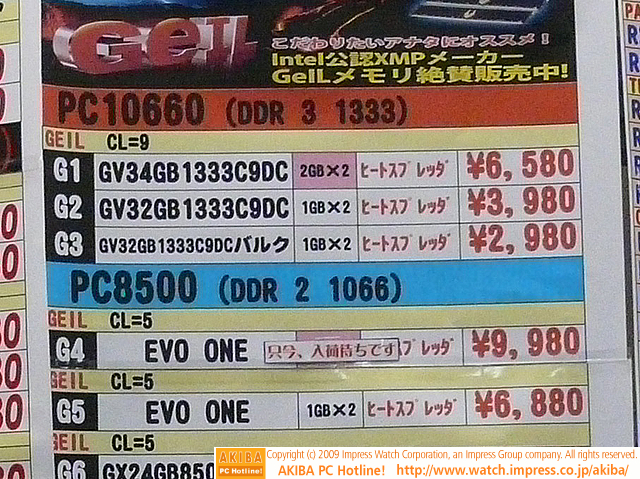 GeIL
こだわりたいアナタにオススメ！
Intel公認XMPメーカー
GeILメモリ絶賛販売中!
PC10660 (DDR 3 1333)
GEIL CL=9
G1 GV34GB1333C9DC 2GB×2 ﾋｰﾄｽﾌﾟﾚｯﾀﾞ ¥6,580
G2 GV32GB1333C9DC 1GB×2 ﾋｰﾄｽﾌﾟﾚｯﾀﾞ ¥3,980
G3 GV32GB1333C9DCバルク 1GB×2 ﾋｰﾄｽﾌﾟﾚｯﾀﾞ ¥2,980
PC8500 (DDR 2 1066)
GEIL CL=5
G4 EVO ONE 只今、入荷待ちです ﾌﾟﾚｯﾀﾞ ¥9,980
GEIL CL=5
G5 EVO ONE 1GB×2 ﾋｰﾄｽﾌﾟﾚｯﾀﾞ ¥6,880
GEIL CL=5
G6 GX24GB850
AKIBA PC Hotline!
Copyright (c) 2009 Impress Watch Corporation, an Impress Group company. All rights reserved.
AKIBA PC Hotline! http://www.watch.impress.co.jp/akiba/